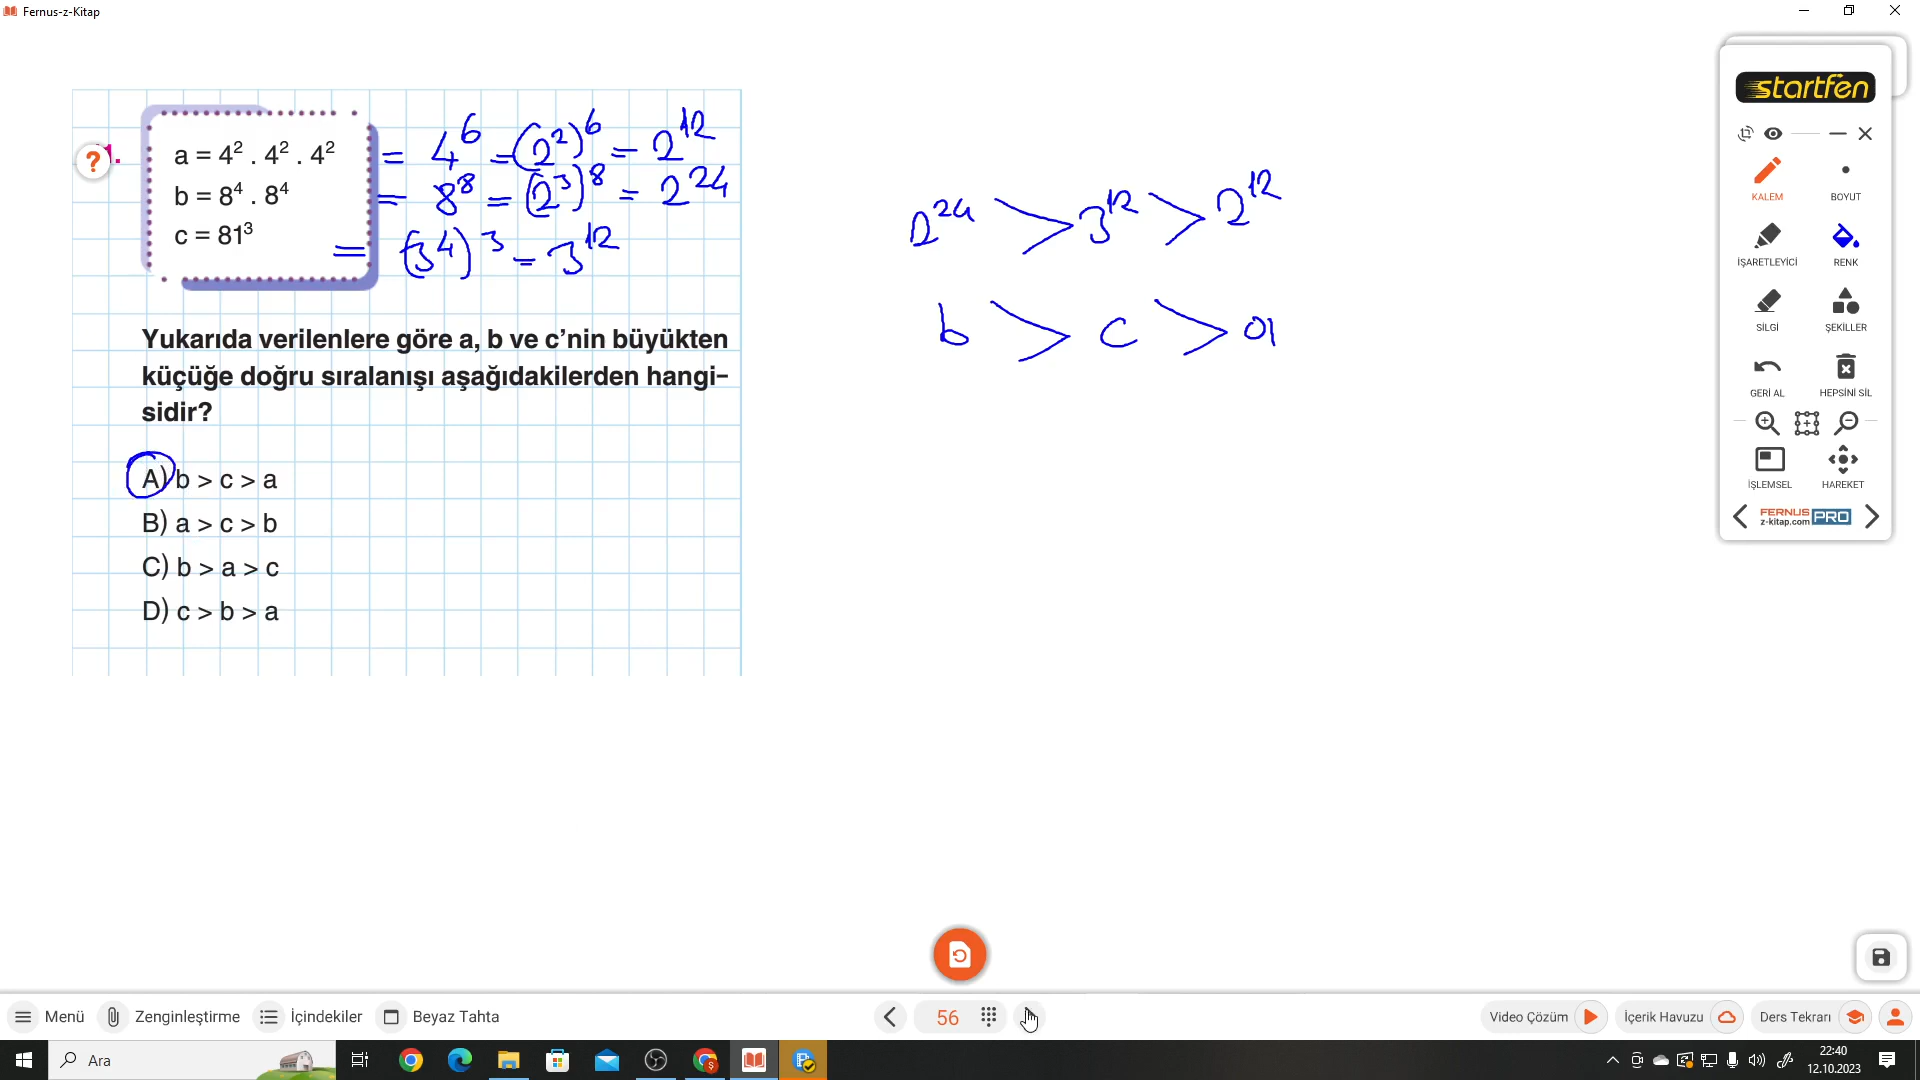 Fernus-z-Kitap
startfen
?
1.
a = 4² . 4² . 4² = 4⁶ = (2²)⁶ = 2¹²
b = 8⁴ . 8⁴ = 8⁸ = (2³)⁸ = 2²⁴
c = 81³ = (3⁴)³ = 3¹²
2²⁴ > 3¹² > 2¹²
b > c > a
Yukarıda verilenlere göre a, b ve c’nin büyükten
küçüğe doğru sıralanışı aşağıdakilerden hangi-
sidir?
A) b > c > a
B) a > c > b
C) b > a > c
D) c > b > a
KALEM
BOYUT
İŞARETLEYİCİ
RENK
SİLGİ
ŞEKİLLER
GERİ AL
HEPSİNİ SİL
İŞLEMSEL
HAREKET
FERNUS
z-kitap.com PRO
Menü
Zenginleştirme
İçindekiler
Beyaz Tahta
56
Video Çözüm
İçerik Havuzu
Ders Tekrarı
Ara
22:40
12.10.2023